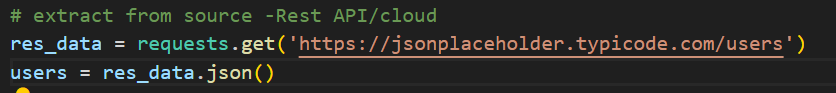 # extract from source -Rest API/cloud
res_data = requests.get('https://jsonplaceholder.typicode.com/users')
users = res_data.json()